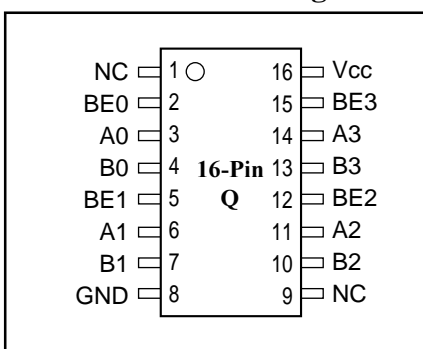 NC 1 16 Vcc
BE0 2 15 BE3
A0 3 14 A3
B0 4 16-Pin 13 B3
BE1 5 Q 12 BE2
A1 6 11 A2
B1 7 10 B2
GND 8 9 NC